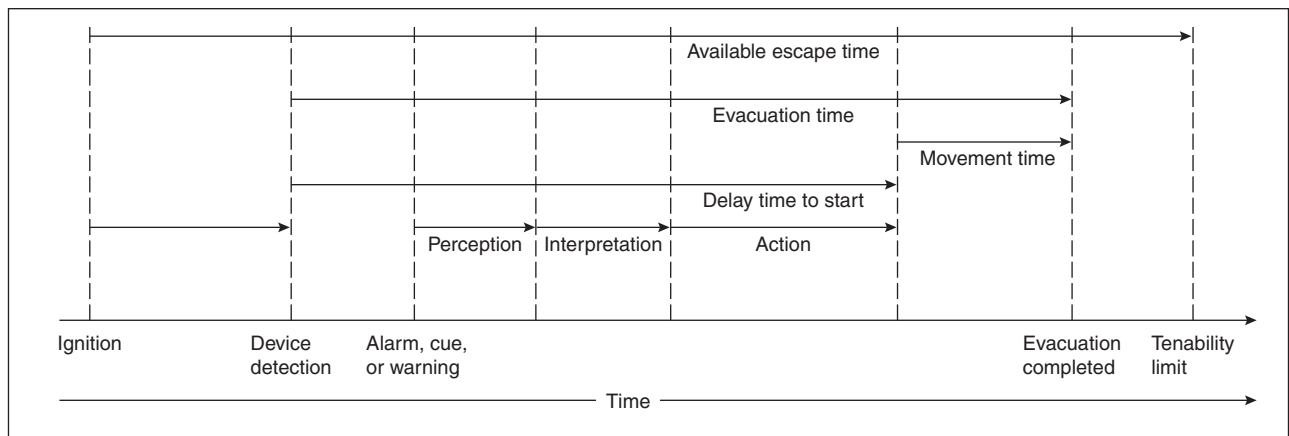 Available escape time
Evacuation time
Movement time
Delay time to start
Perception
Interpretation
Action
Ignition
Device
detection
Alarm, cue,
or warning
Evacuation
completed
Tenability
limit
Time